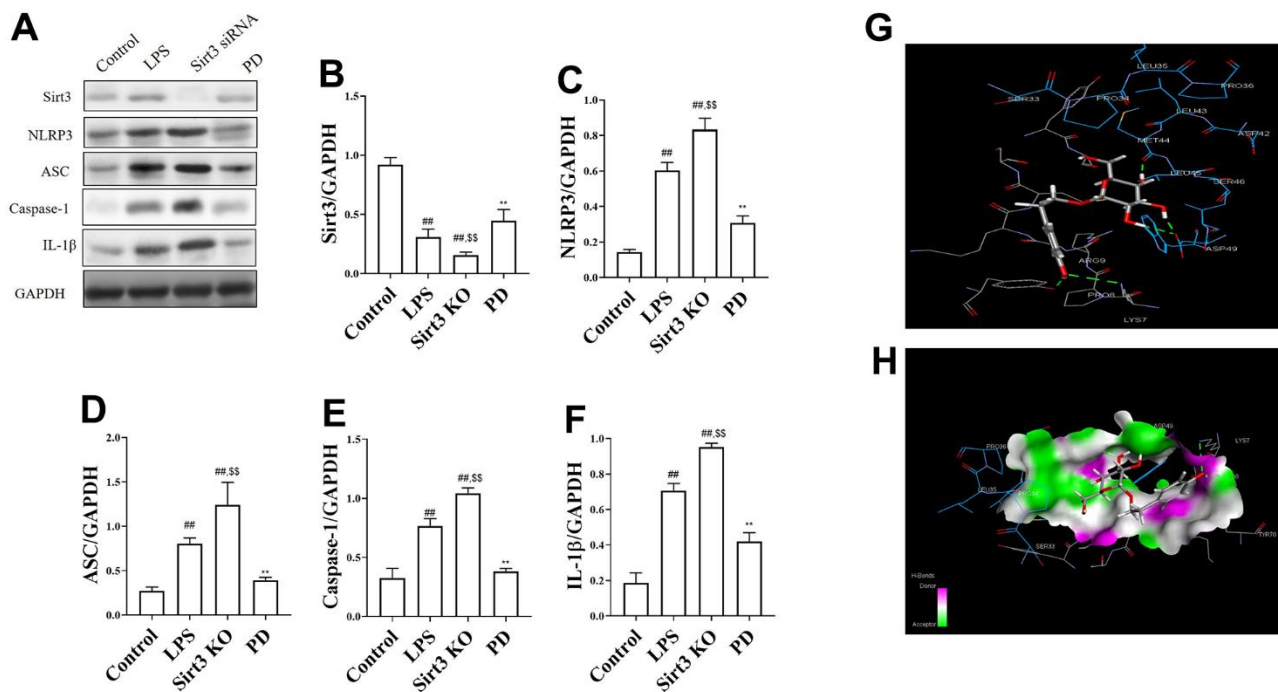 A
Control
LPS
Sirt3 siRNA
PD
Sirt3
NLRP3
ASC
Caspase-1
IL-1β
GAPDH
B
Sirt3/GAPDH
1.5
1.0
0.5
0.0
##
##,$$
**
Control
LPS
Sirt3 KO
PD
C
NLRP3/GAPDH
1.0
0.8
0.6
0.4
0.2
0.0
##
##,$$
**
Control
LPS
Sirt3 KO
PD
G
LEU35
SER33
PRO34
PRO36
LEU43
ASP42
MET44
LEU45
SER46
ASP49
ARG9
PRO8
LYS7
D
ASC/GAPDH
2.0
1.5
1.0
0.5
0.0
##
##,$$
**
Control
LPS
Sirt3 KO
PD
E
Caspase-1/GAPDH
1.5
1.0
0.5
0.0
##
##,$$
**
Control
LPS
Sirt3 KO
PD
F
IL-1β/GAPDH
1.0
0.8
0.6
0.4
0.2
0.0
##
##,$$
**
Control
LPS
Sirt3 KO
PD
H
ASP49
LYS7
PRO36
LEU35
PRO34
SER33
TYR70
H-Bonds
Donor
Acceptor